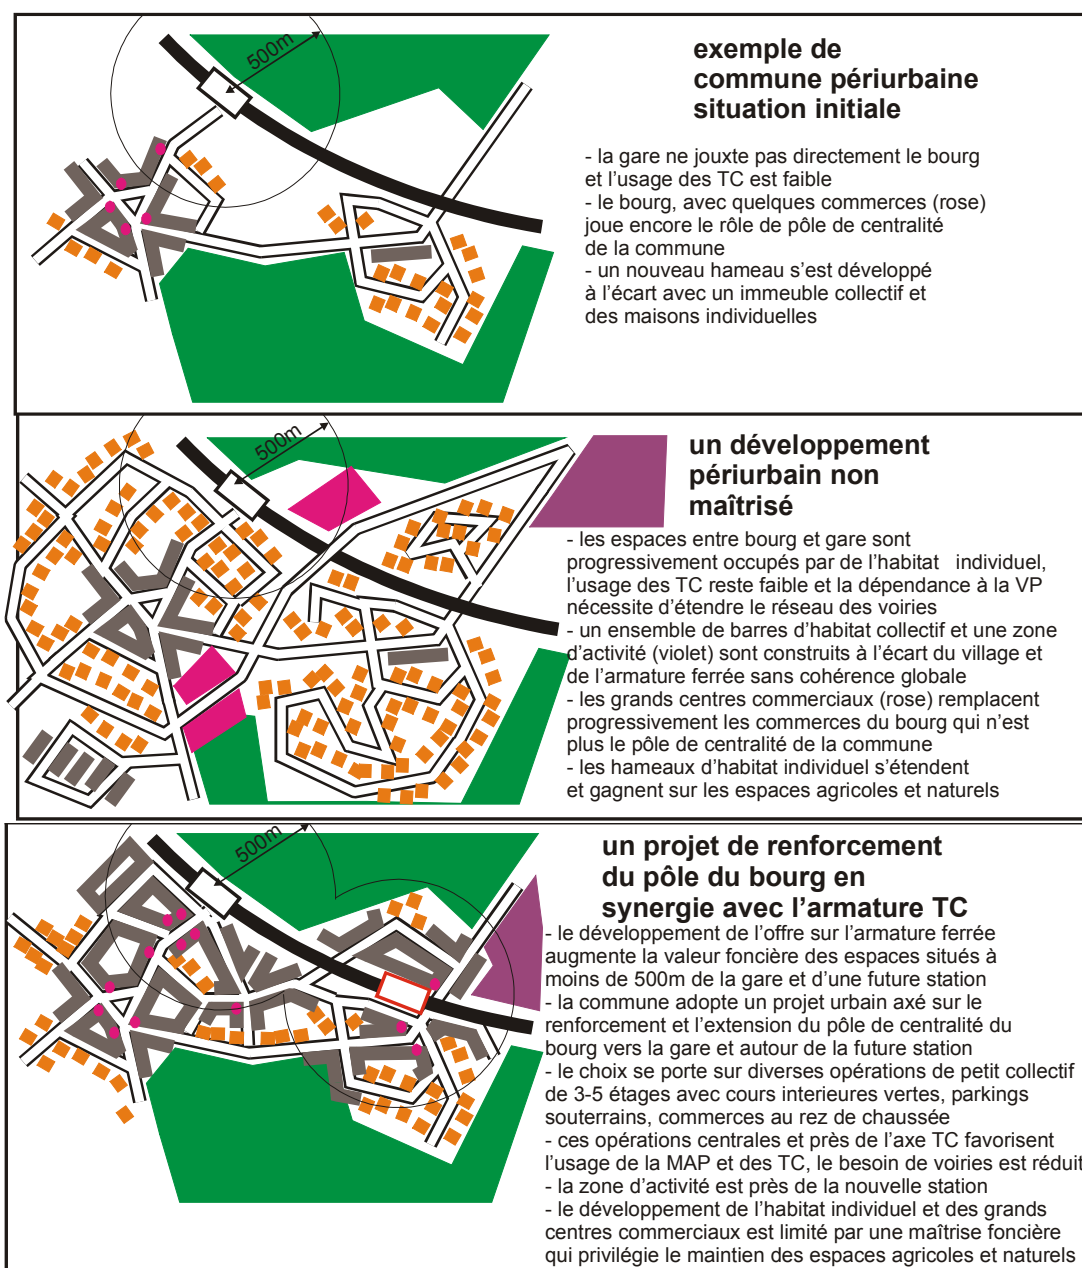 500m
exemple de
commune périurbaine
situation initiale
- la gare ne jouxte pas directement le bourg
et l'usage des TC est faible
- le bourg, avec quelques commerces (rose)
joue encore le rôle de pôle de centralité
de la commune
- un nouveau hameau s'est développé
à l'écart avec un immeuble collectif et
des maisons individuelles
500m
un développement
périurbain non
maîtrisé
- les espaces entre bourg et gare sont
progressivement occupés par de l'habitat individuel,
l'usage des TC reste faible et la dépendance à la VP
nécessite d'étendre le réseau des voiries
- un ensemble de barres d'habitat collectif et une zone
d'activité (violet) sont construits à l'écart du village et
de l'armature ferrée sans cohérence globale
- les grands centres commerciaux (rose) remplacent
progressivement les commerces du bourg qui n'est
plus le pôle de centralité de la commune
- les hameaux d'habitat individuel s'étendent
et gagnent sur les espaces agricoles et naturels
500m
un projet de renforcement
du pôle du bourg en
synergie avec l'armature TC
- le développement de l'offre sur l'armature ferrée
augmente la valeur foncière des espaces situés à
moins de 500m de la gare et d'une future station
- la commune adopte un projet urbain axé sur le
renforcement et l'extension du pôle de centralité du
bourg vers la gare et autour de la future station
- le choix se porte sur diverses opérations de petit collectif
de 3-5 étages avec cours interieures vertes, parkings
souterrains, commerces au rez de chaussée
- ces opérations centrales et près de l'axe TC favorisent
l'usage de la MAP et des TC, le besoin de voiries est réduit
- la zone d'activité est près de la nouvelle station
- le développement de l'habitat individuel et des grands
centres commerciaux est limité par une maîtrise foncière
qui privilégie le maintien des espaces agricoles et naturels